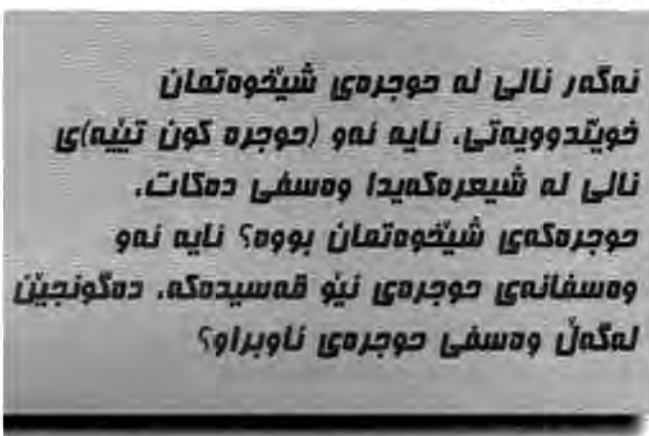 ئەگەر نالی لە حوجرەی شێخوەتمان
خوێندوویەتی، ئایە ئەو (حوجرە کون تێیە)ی
نالی لە شیعرەکەیدا وەسفی دەکات،
حوجرەکەی شێخوەتمان بووە؟ ئایە ئەو
وەسفانەی حوجرەی نێو قەسیدەکە، دەگونجێن
لەگەڵ وەسفی حوجرەی ناوبراو؟